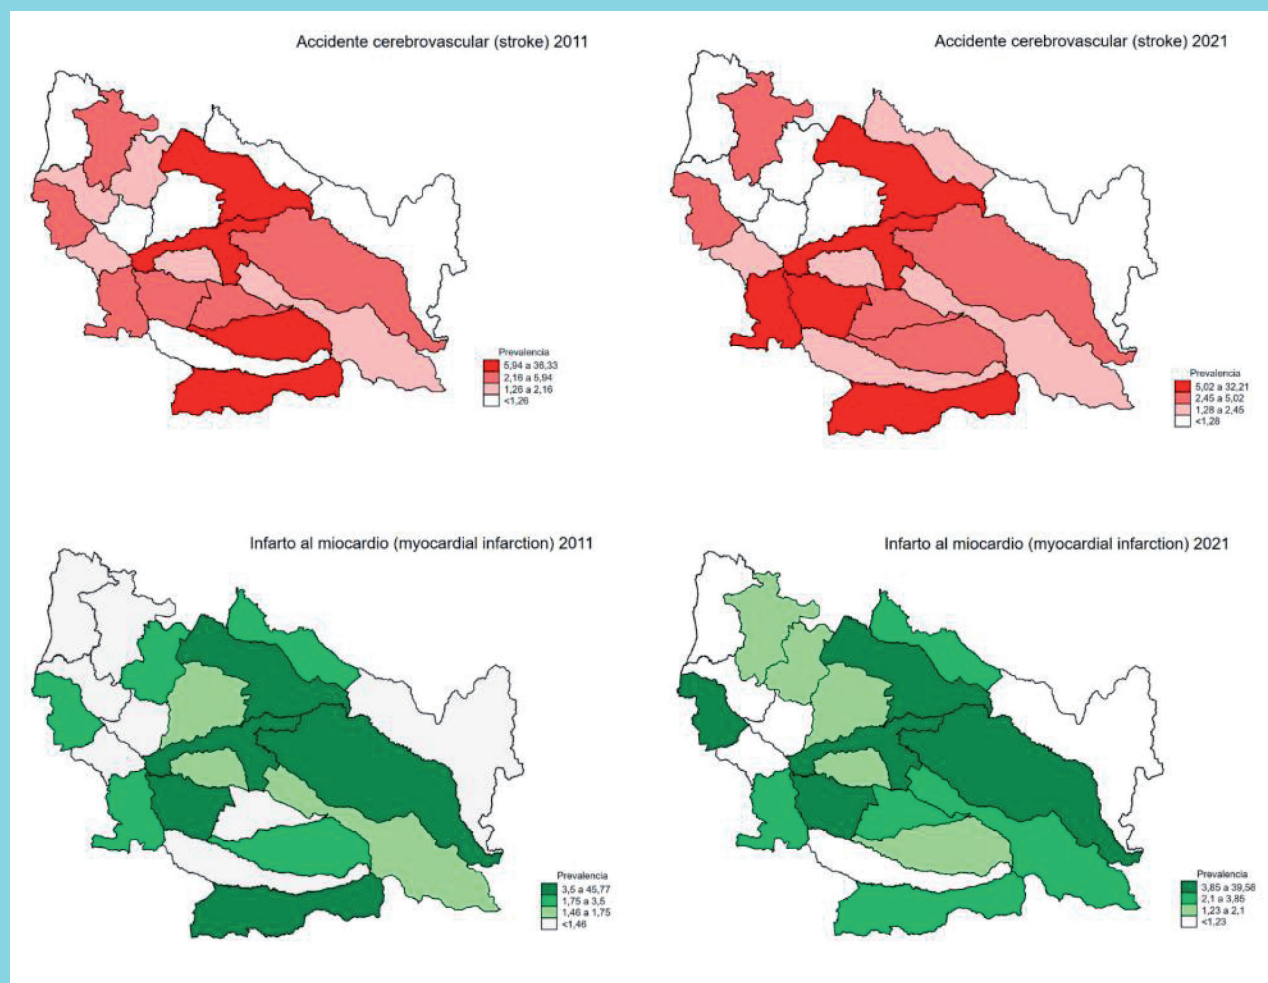 Accidente cerebrovascular (stroke) 2011
Accidente cerebrovascular (stroke) 2021
Prevalencia
5,94 a 36,33
2,16 a 5,94
1,26 a 2,16
<1,26
Prevalencia
5,02 a 32,21
2,45 a 5,02
1,28 a 2,45
<1,28
Infarto al miocardio (myocardial infarction) 2011
Infarto al miocardio (myocardial infarction) 2021
Prevalencia
3,5 a 45,77
1,75 a 3,5
1,46 a 1,75
<1,46
Prevalencia
3,85 a 39,58
2,1 a 3,85
1,23 a 2,1
<1,23